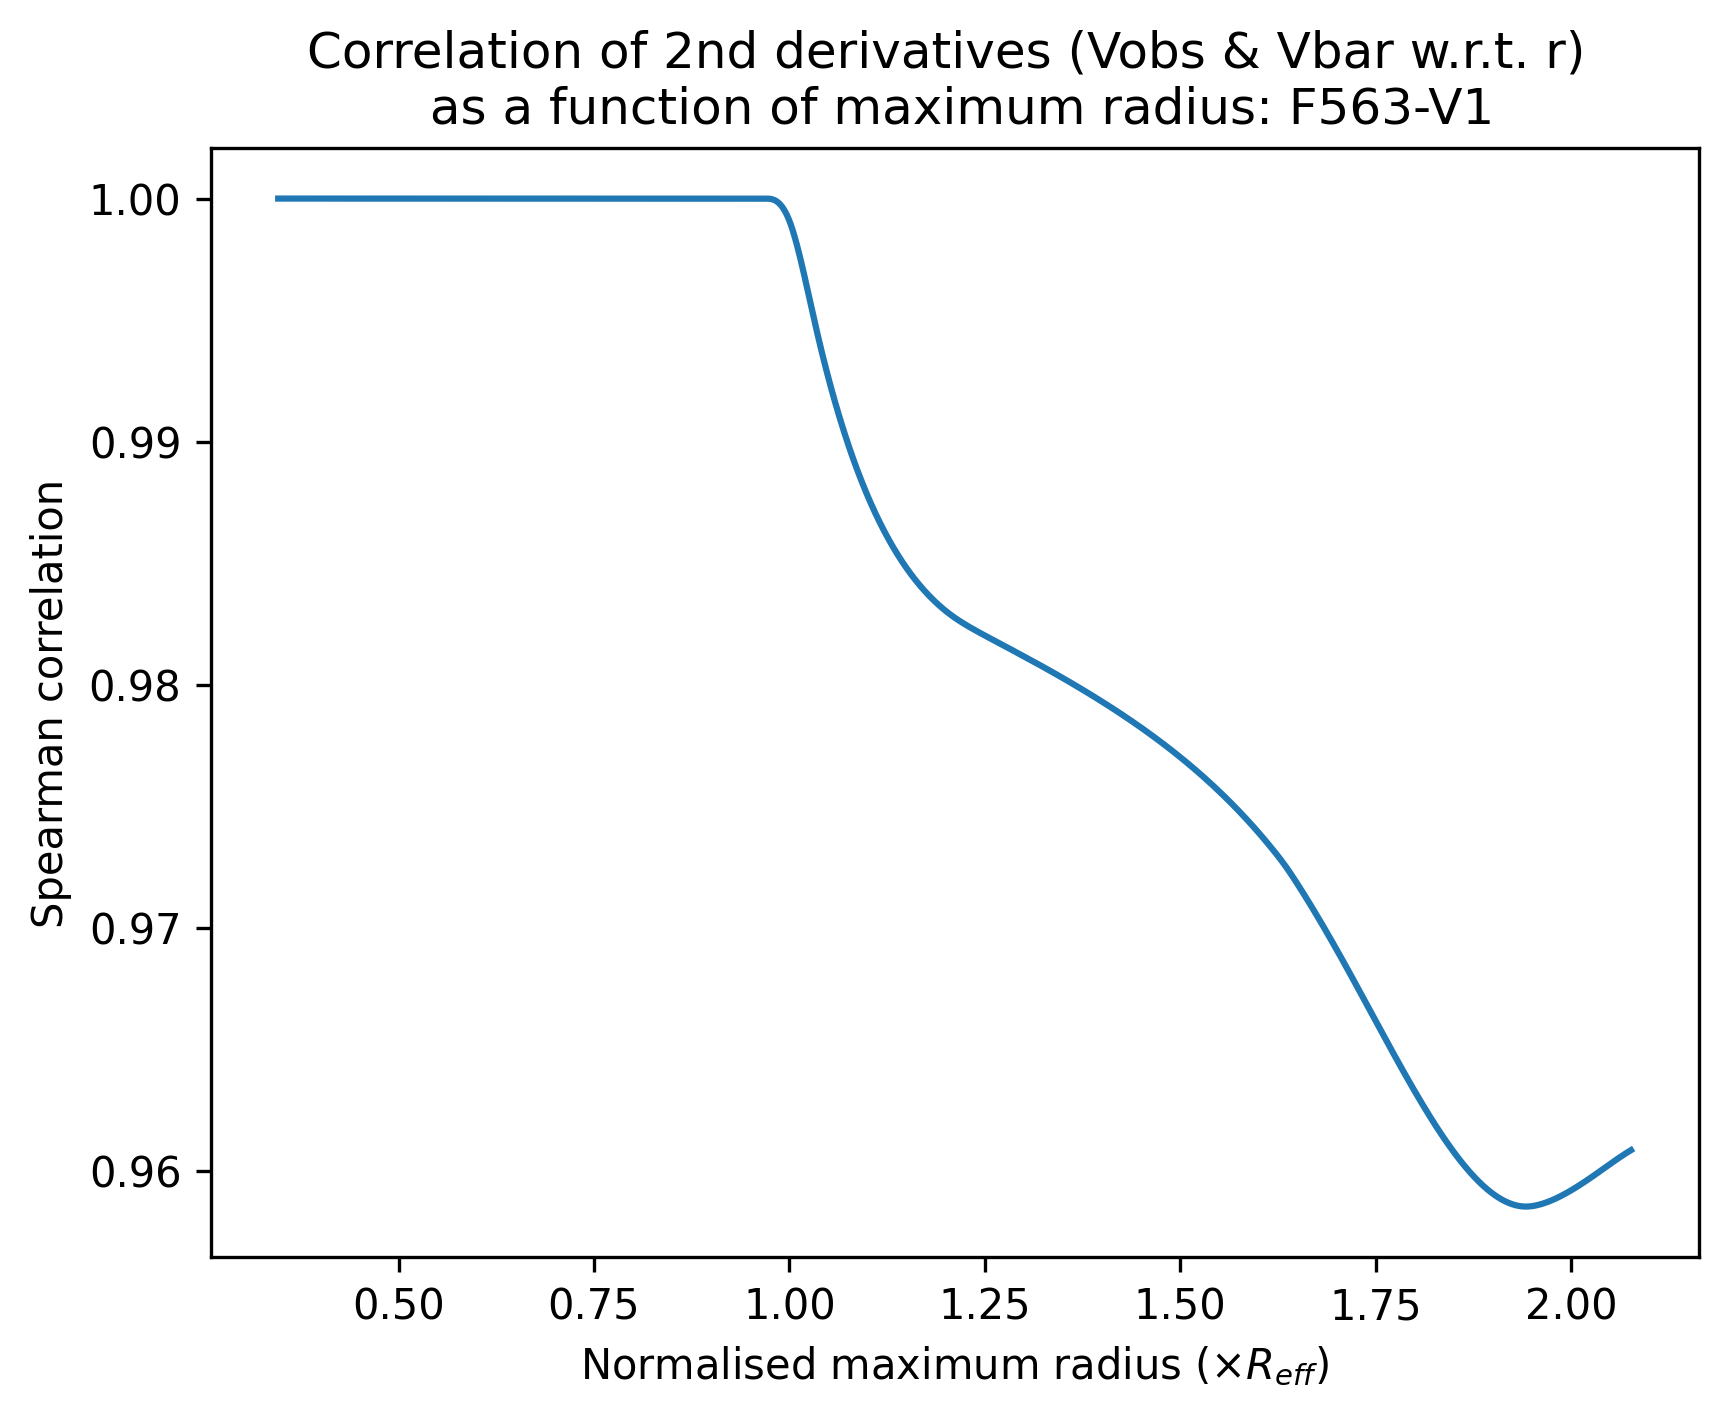 Correlation of 2nd derivatives (Vobs & Vbar w.r.t. r)
as a function of maximum radius: F563-V1
1.00
0.99
0.98
0.97
0.96
Spearman correlation
0.50 0.75 1.00 1.25 1.50 1.75 2.00
Normalised maximum radius (×R_eff)